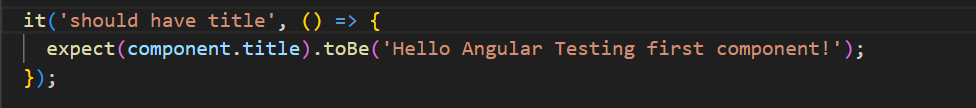 it('should have title', () => {
  expect(component.title).toBe('Hello Angular Testing first component!');
});